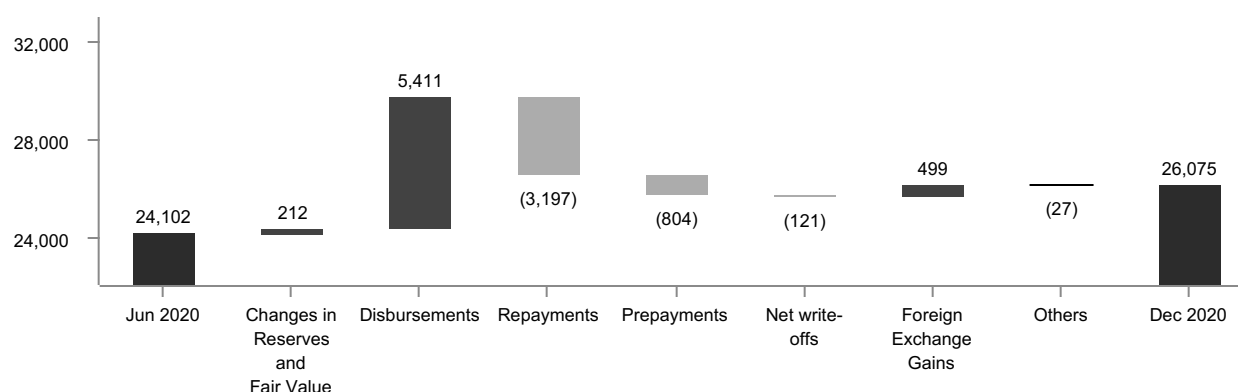 32,000
28,000
24,000
24,102
212
5,411
(3,197)
(804)
(121)
499
(27)
26,075
Jun 2020
Changes in
Reserves
and
Fair Value
Disbursements
Repayments
Prepayments
Net write-
offs
Foreign
Exchange
Gains
Others
Dec 2020